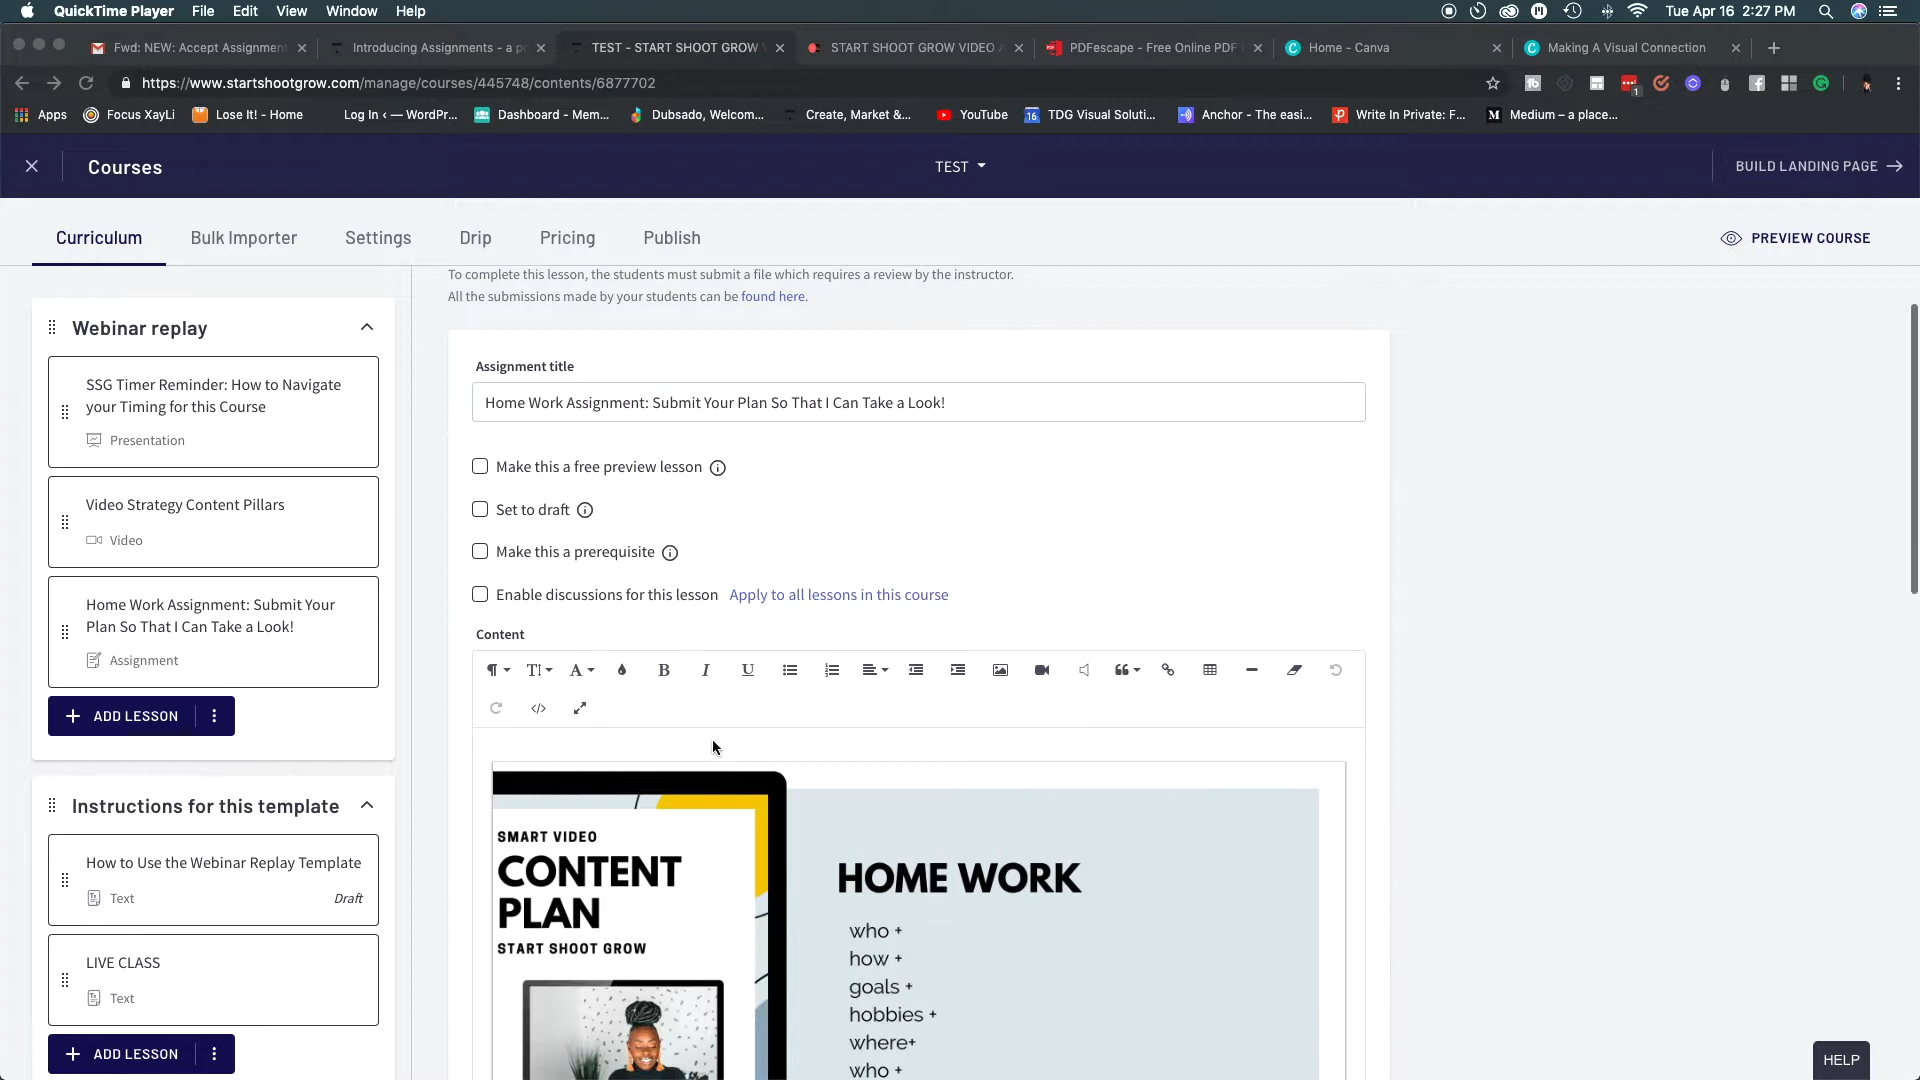 QuickTime Player File Edit View Window Help Tue Apr 16 2:27 PM
Fwd: NEW: Accept Assignmen Introducing Assignments - a po TEST - START SHOOT GROW V START SHOOT GROW VIDEO A PDFescape - Free Online PDF Home - Canva Making A Visual Connection
https://www.startshootgrow.com/manage/courses/445748/contents/6877702
Apps Focus XayLi Lose It! - Home Log In ‹ — WordPr... Dashboard - Mem... Dubsado, Welcom... Create, Market &... YouTube 16 TDG Visual Soluti... Anchor - The easi... Write In Private: F... M Medium – a place...
Courses TEST BUILD LANDING PAGE
Curriculum Bulk Importer Settings Drip Pricing Publish PREVIEW COURSE
To complete this lesson, the students must submit a file which requires a review by the instructor.
All the submissions made by your students can be found here.
Webinar replay
SSG Timer Reminder: How to Navigate
your Timing for this Course
Presentation
Video Strategy Content Pillars
Video
Home Work Assignment: Submit Your
Plan So That I Can Take a Look!
Assignment
+ ADD LESSON
Instructions for this template
How to Use the Webinar Replay Template
Text Draft
LIVE CLASS
Text
+ ADD LESSON
Assignment title
Home Work Assignment: Submit Your Plan So That I Can Take a Look!
Make this a free preview lesson
Set to draft
Make this a prerequisite
Enable discussions for this lesson Apply to all lessons in this course
Content
SMART VIDEO
CONTENT
PLAN
START SHOOT GROW
HOME WORK
who +
how +
goals +
hobbies +
where+
who +
HELP